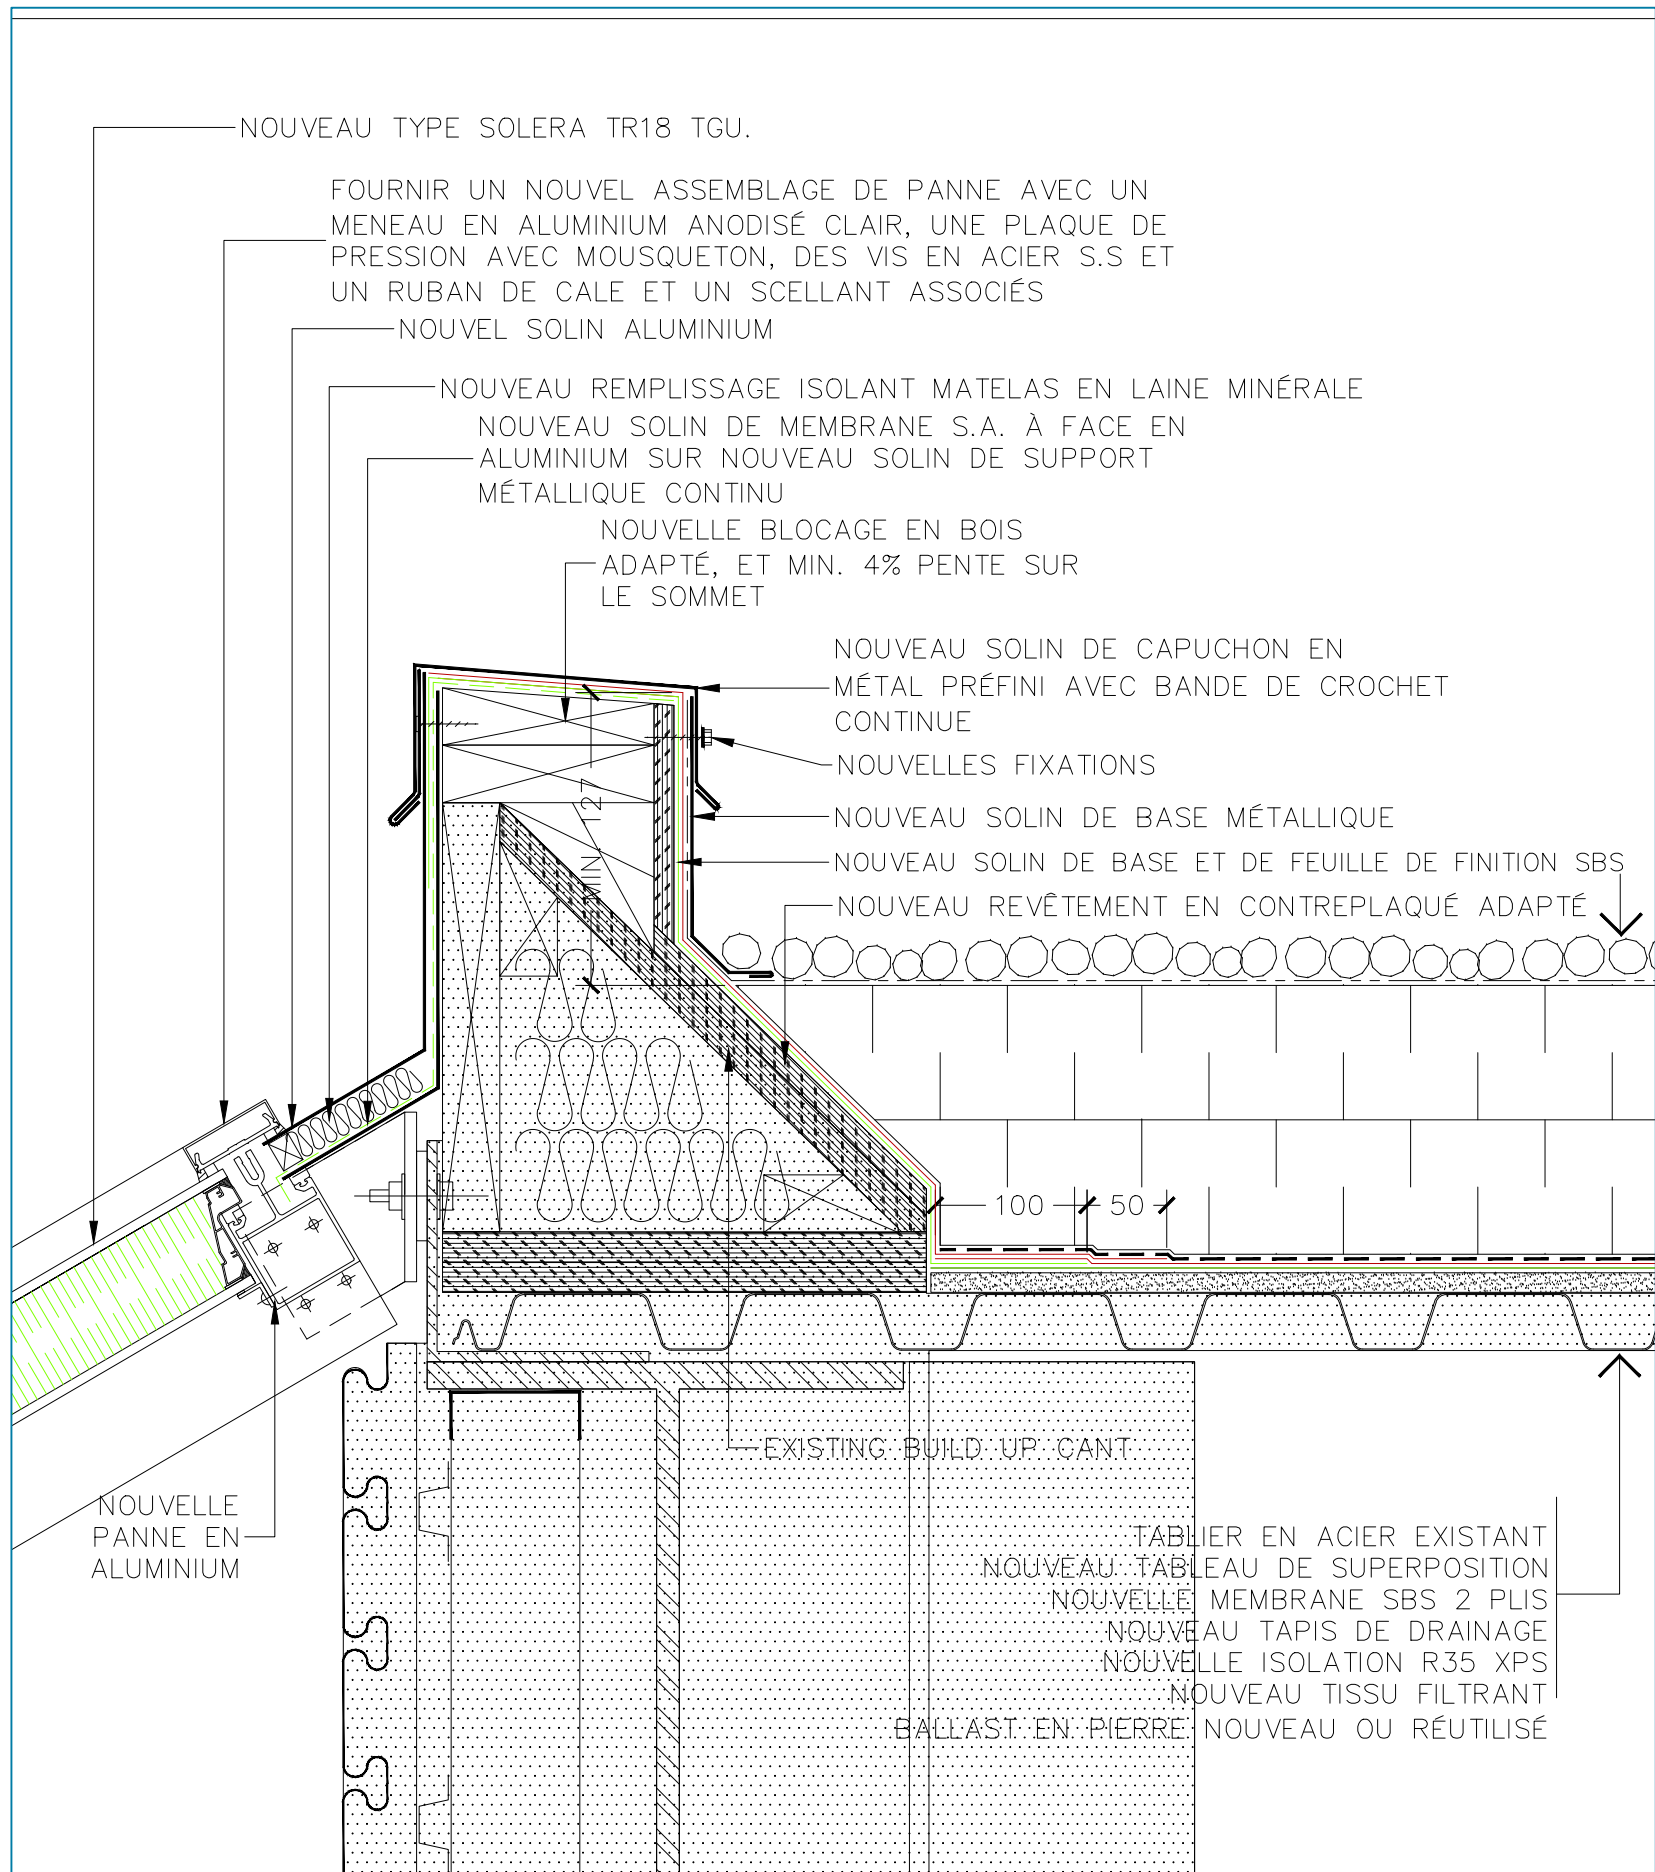 NOUVEAU TYPE SOLERA TR18 TGU.
FOURNIR UN NOUVEL ASSEMBLAGE DE PANNE AVEC UN
MENEAU EN ALUMINIUM ANODISÉ CLAIR, UNE PLAQUE DE
PRESSION AVEC MOUSQUETON, DES VIS EN ACIER S.S ET
UN RUBAN DE CALE ET UN SCELLANT ASSOCIÉS
NOUVEL SOLIN ALUMINIUM
NOUVEAU REMPLISSAGE ISOLANT MATELAS EN LAINE MINÉRALE
NOUVEAU SOLIN DE MEMBRANE S.A. À FACE EN
ALUMINIUM SUR NOUVEAU SOLIN DE SUPPORT
MÉTALLIQUE CONTINU
NOUVELLE BLOCAGE EN BOIS
ADAPTÉ, ET MIN. 4% PENTE SUR
LE SOMMET
NOUVEAU SOLIN DE CAPUCHON EN
MÉTAL PRÉFINI AVEC BANDE DE CROCHET
CONTINUE
NOUVELLES FIXATIONS
NOUVEAU SOLIN DE BASE MÉTALLIQUE
NOUVEAU SOLIN DE BASE ET DE FEUILLE DE FINITION SBS
NOUVEAU REVÊTEMENT EN CONTREPLAQUÉ ADAPTÉ
MIN. 127
100
50
EXISTING BUILD UP CANT
NOUVELLE
PANNE EN
ALUMINIUM
TABLIER EN ACIER EXISTANT
NOUVEAU TABLEAU DE SUPERPOSITION
NOUVELLE MEMBRANE SBS 2 PLIS
NOUVEAU TAPIS DE DRAINAGE
NOUVELLE ISOLATION R35 XPS
NOUVEAU TISSU FILTRANT
BALLAST EN PIERRE NOUVEAU OU RÉUTILISÉ